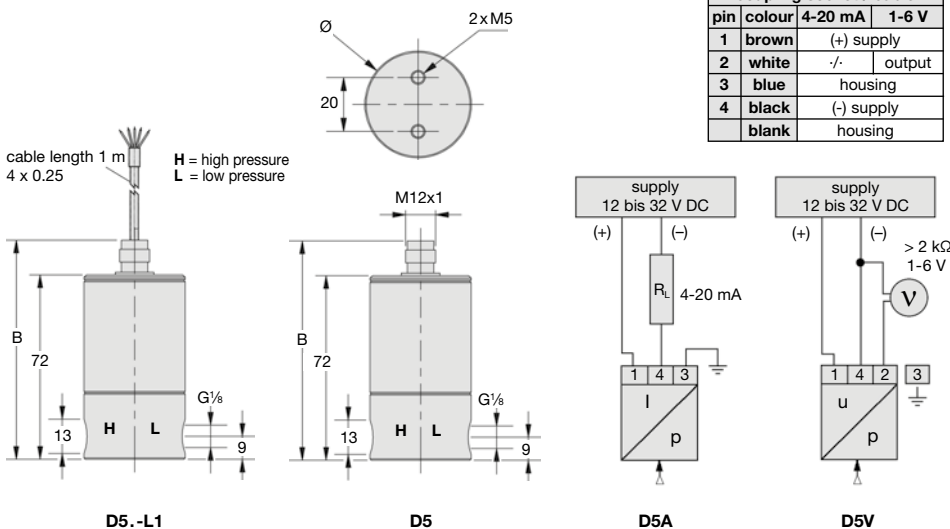 pin colour 4-20 mA 1-6 V
1 brown (+) supply
2 white ·/· output
3 blue housing
4 black (-) supply
blank housing
Ø
2 x M5
20
cable length 1 m
4 x 0.25
H = high pressure
L = low pressure
M12x1
B
72
13
H L
G⅛
9
B
72
13
H L
G⅛
9
supply
12 bis 32 V DC
(+) (–)
RL 4-20 mA
1 4 3
I
p
supply
12 bis 32 V DC
(+) (–)
> 2 kΩ
1-6 V
V
1 4 2 3
u
p
D5.-L1
D5
D5A
D5V